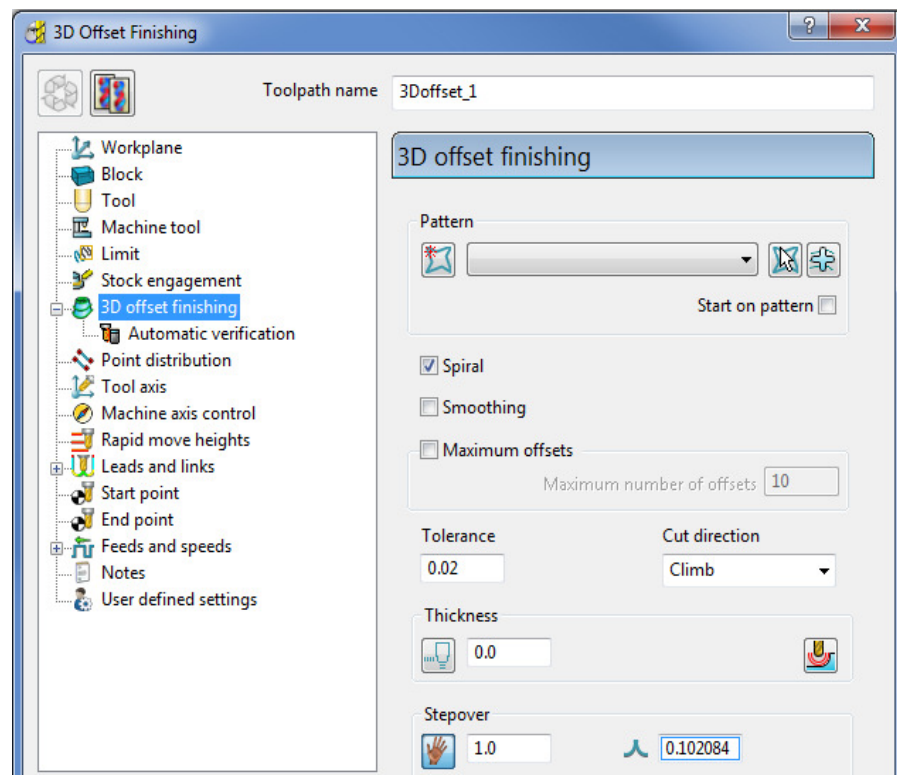 3D Offset Finishing
?
X
Toolpath name
3Doffset_1
Workplane
Block
Tool
Machine tool
Limit
Stock engagement
3D offset finishing
Automatic verification
Point distribution
Tool axis
Machine axis control
Rapid move heights
Leads and links
Start point
End point
Feeds and speeds
Notes
User defined settings
3D offset finishing
Pattern
Start on pattern
Spiral
Smoothing
Maximum offsets
Maximum number of offsets 10
Tolerance
Cut direction
0.02
Climb
Thickness
0.0
Stepover
1.0
0.102084